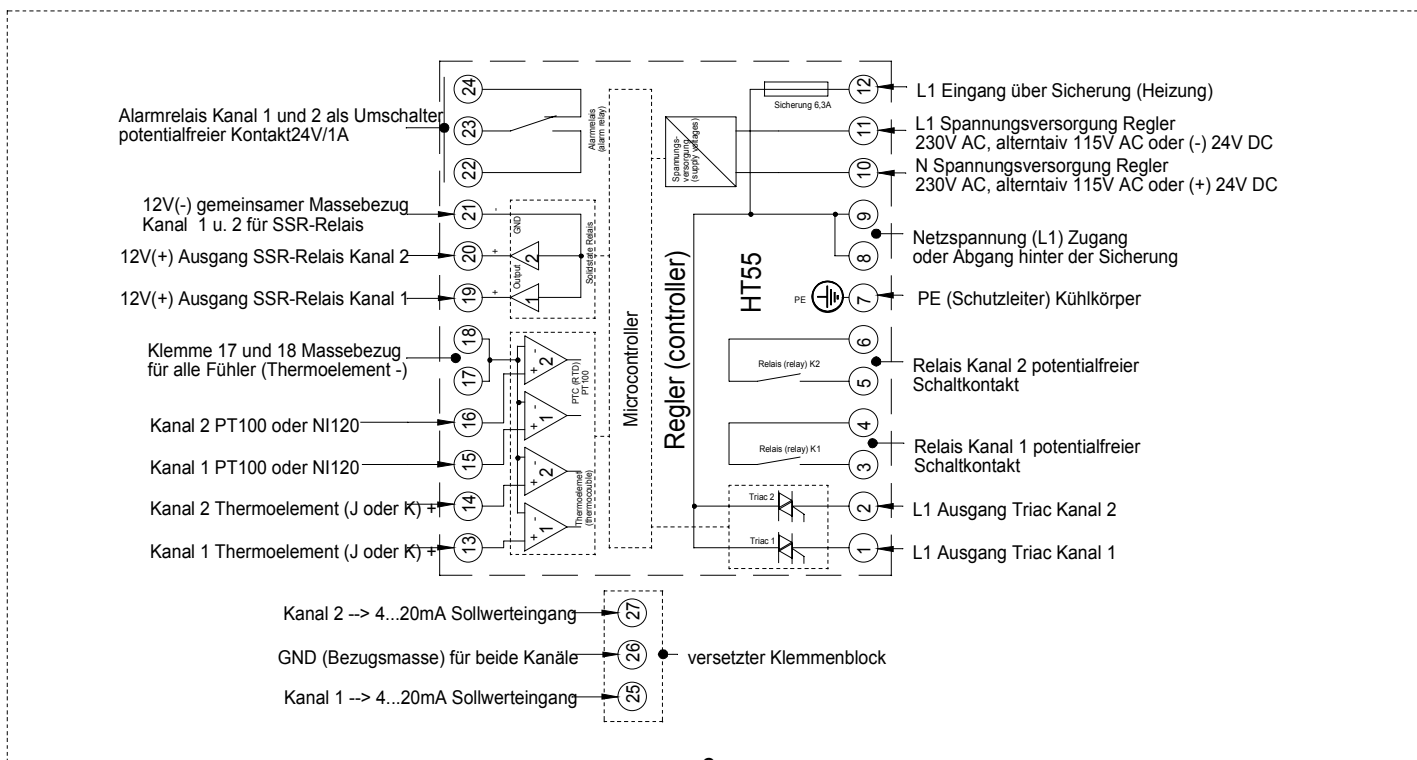 Alarmrelais Kanal 1 und 2 als Umschalter
potentialfreier Kontakt24V/1A
12V(-) gemeinsamer Massebezug
Kanal 1 u. 2 für SSR-Relais
12V(+) Ausgang SSR-Relais Kanal 2
12V(+) Ausgang SSR-Relais Kanal 1
Klemme 17 und 18 Massebezug
für alle Fühler (Thermoelement -)
Kanal 2 PT100 oder NI120
Kanal 1 PT100 oder NI120
Kanal 2 Thermoelement (J oder K) +
Kanal 1 Thermoelement (J oder K) +
24
23
22
21
20
19
18
17
16
15
14
13
-
+
+
Alarmrelais
(alarm relay)
GND
Output
2
1
Solidstate Relais
+ 2 -
+ 1 -
+ 2 -
+ 1 -
PTC (RTD)
PT100
Thermoelement
(thermocouble)
Microcontroller
Spannungs-
versorgung
(supply voltages)
Sicherung 6,3A
Regler (controller)
HT55
PE
Relais (relay) K2
Relais (relay) K1
Triac 2
Triac 1
12
11
10
9
8
7
6
5
4
3
2
1
L1 Eingang über Sicherung (Heizung)
L1 Spannungsversorgung Regler
230V AC, alterntaiv 115V AC oder (-) 24V DC
N Spannungsversorgung Regler
230V AC, alterntaiv 115V AC oder (+) 24V DC
Netzspannung (L1) Zugang
oder Abgang hinter der Sicherung
PE (Schutzleiter) Kühlkörper
Relais Kanal 2 potentialfreier
Schaltkontakt
Relais Kanal 1 potentialfreier
Schaltkontakt
L1 Ausgang Triac Kanal 2
L1 Ausgang Triac Kanal 1
Kanal 2 --> 4...20mA Sollwerteingang
27
GND (Bezugsmasse) für beide Kanäle
26
versetzter Klemmenblock
Kanal 1 --> 4...20mA Sollwerteingang
25